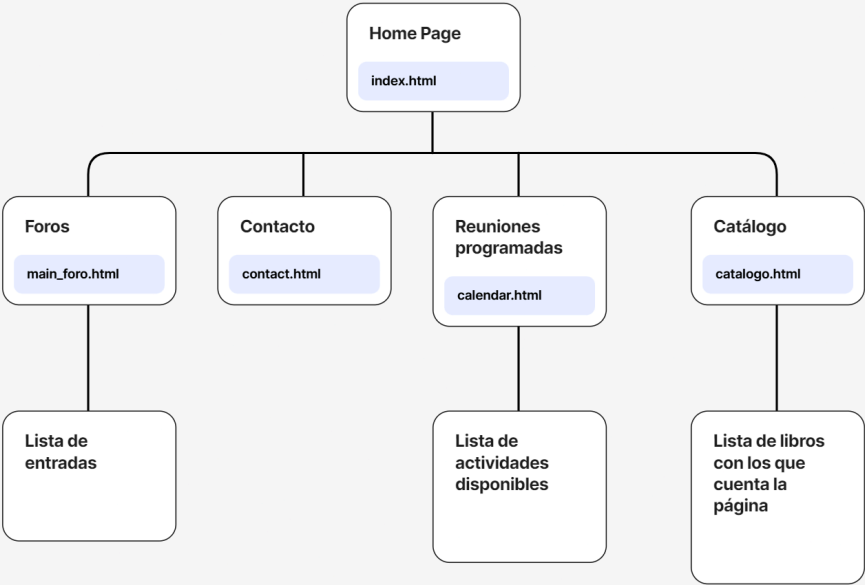 Home Page
index.html
Foros
main_foro.html
Contacto
contact.html
Reuniones
programadas
calendar.html
Catálogo
catalogo.html
Lista de
entradas
Lista de
actividades
disponibles
Lista de libros
con los que
cuenta la
página